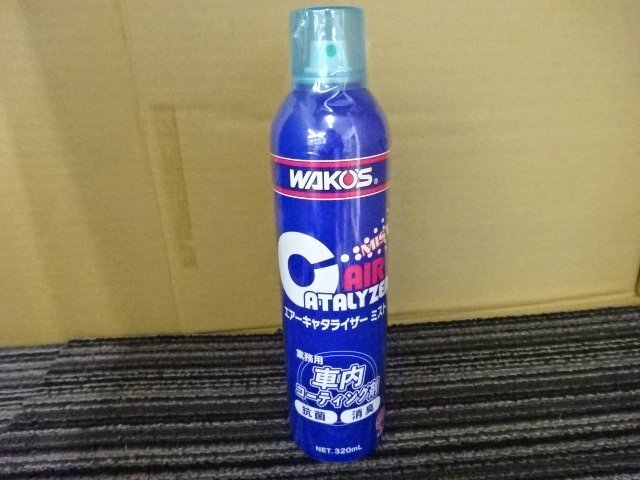 WAKO'S®
MIST
AIR
CATALYZER
エアーキャタライザー ミスト
業務用
車内
コーティング剤
抗菌 消臭
NET. 320mL